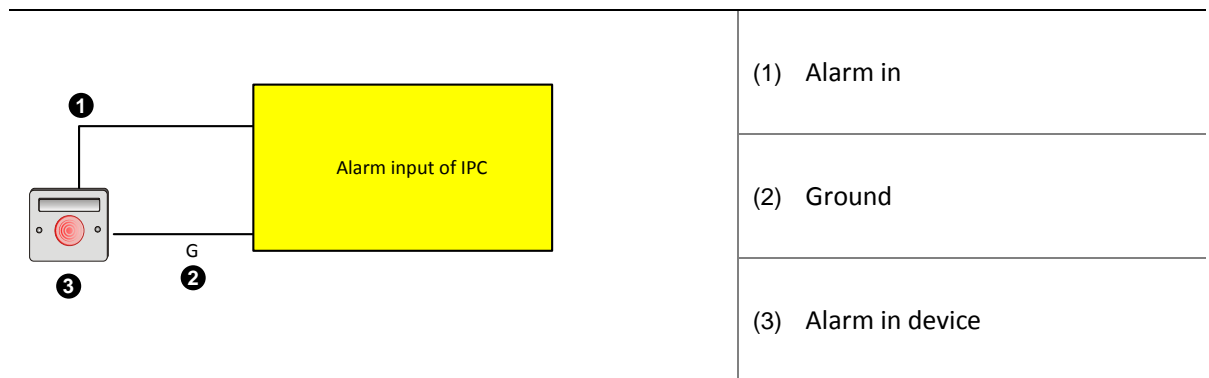 1
Alarm input of IPC
G
2
3
(1) Alarm in
(2) Ground
(3) Alarm in device